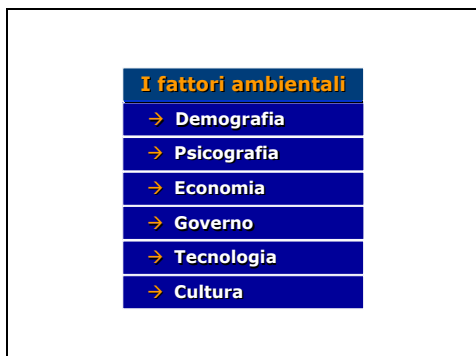 I fattori ambientali
→ Demografia
→ Psicografia
→ Economia
→ Governo
→ Tecnologia
→ Cultura